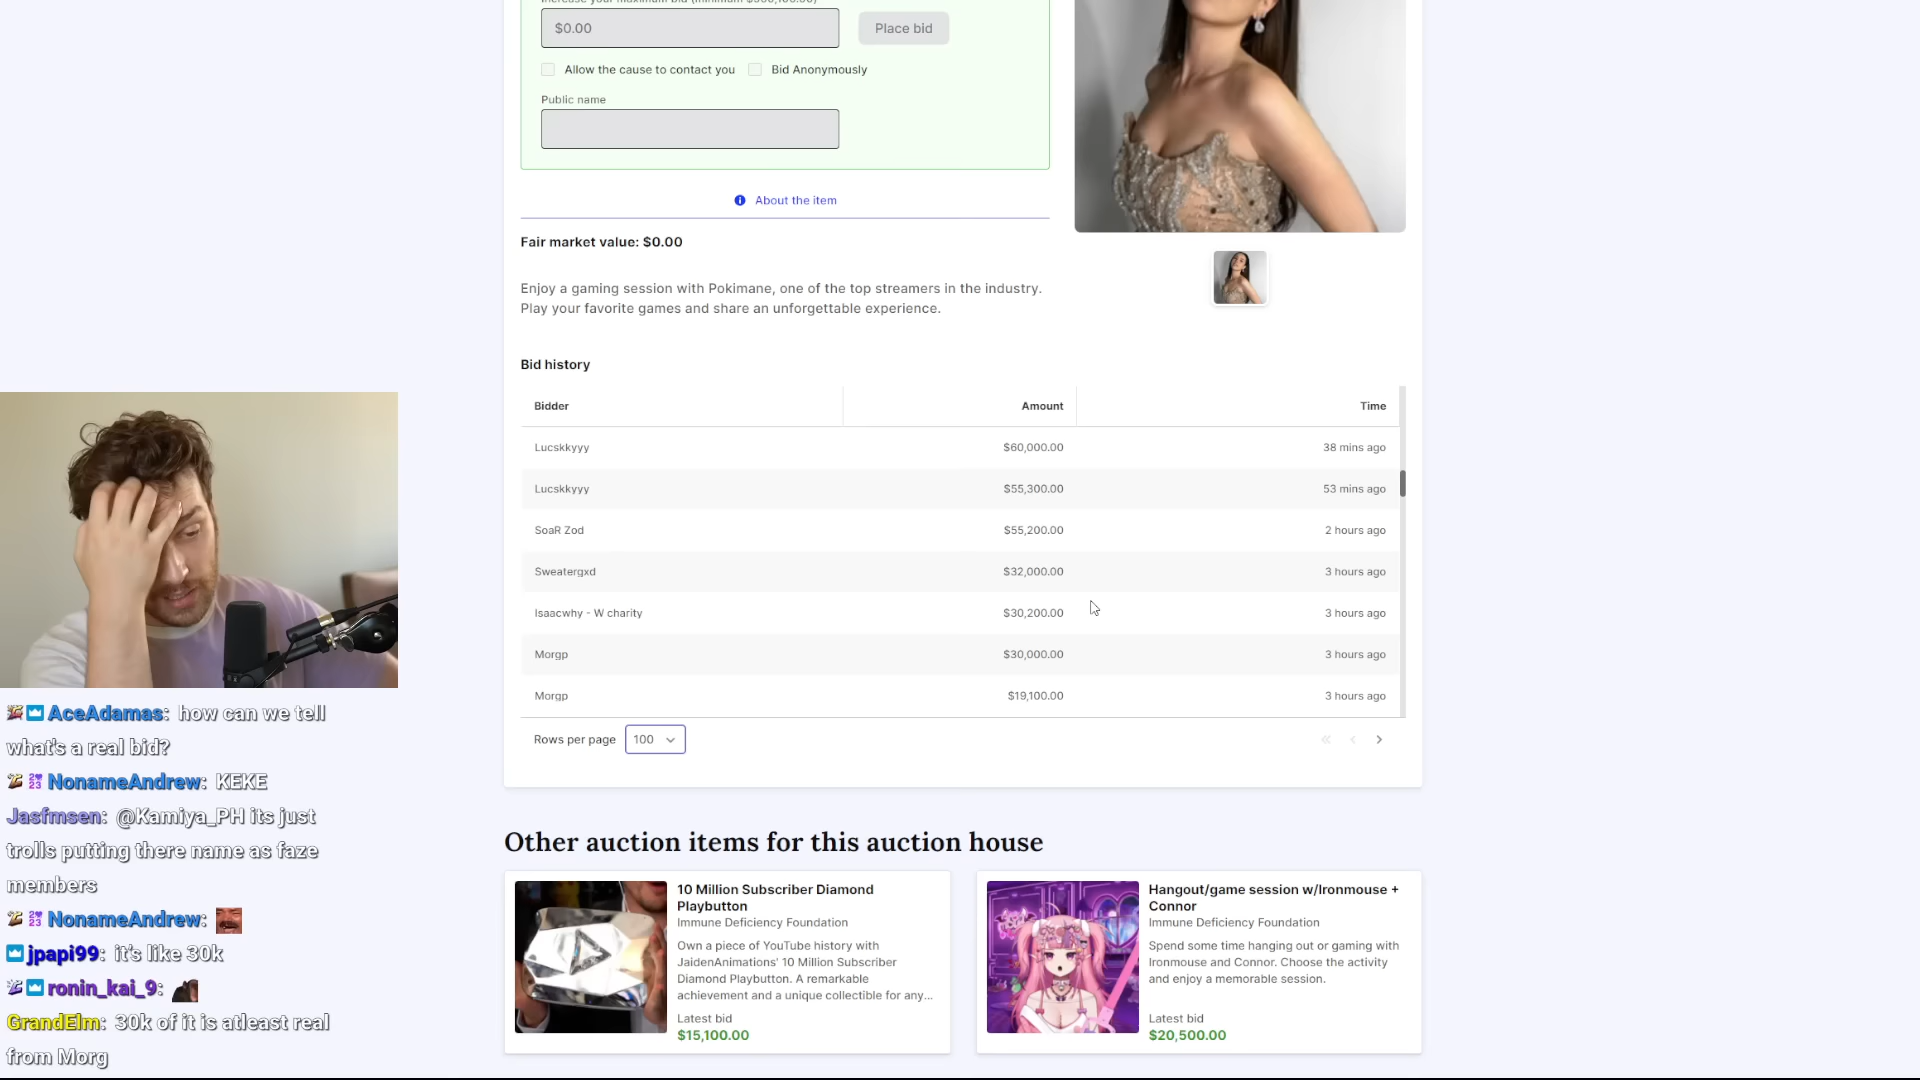 $0.00
Place bid
Allow the cause to contact you
Bid Anonymously
Public name
About the item
Fair market value: $0.00
Enjoy a gaming session with Pokimane, one of the top streamers in the industry.
Play your favorite games and share an unforgettable experience.
Bid history
Bidder Amount Time
Lucskkyyy $60,000.00 38 mins ago
Lucskkyyy $55,300.00 53 mins ago
SoaR Zod $55,200.00 2 hours ago
Sweatergxd $32,000.00 3 hours ago
Isaacwhy - W charity $30,200.00 3 hours ago
Morgp $30,000.00 3 hours ago
Morgp $19,100.00 3 hours ago
Rows per page 100
Other auction items for this auction house
10 Million Subscriber Diamond
Playbutton
Immune Deficiency Foundation
Own a piece of YouTube history with
JaidenAnimations' 10 Million Subscriber
Diamond Playbutton. A remarkable
achievement and a unique collectible for any...
Latest bid
$15,100.00
Hangout/game session w/Ironmouse +
Connor
Immune Deficiency Foundation
Spend some time hanging out or gaming with
Ironmouse and Connor. Choose the activity
and enjoy a memorable session.
Latest bid
$20,500.00
AceAdamas: how can we tell
what's a real bid?
NonameAndrew: KEKE
Jasfmsen: @Kamiya_PH its just
trolls putting there name as faze
members
NonameAndrew:
jpapi99: it's like 30k
ronin_kai_9:
GrandElm: 30k of it is atleast real
from Morg